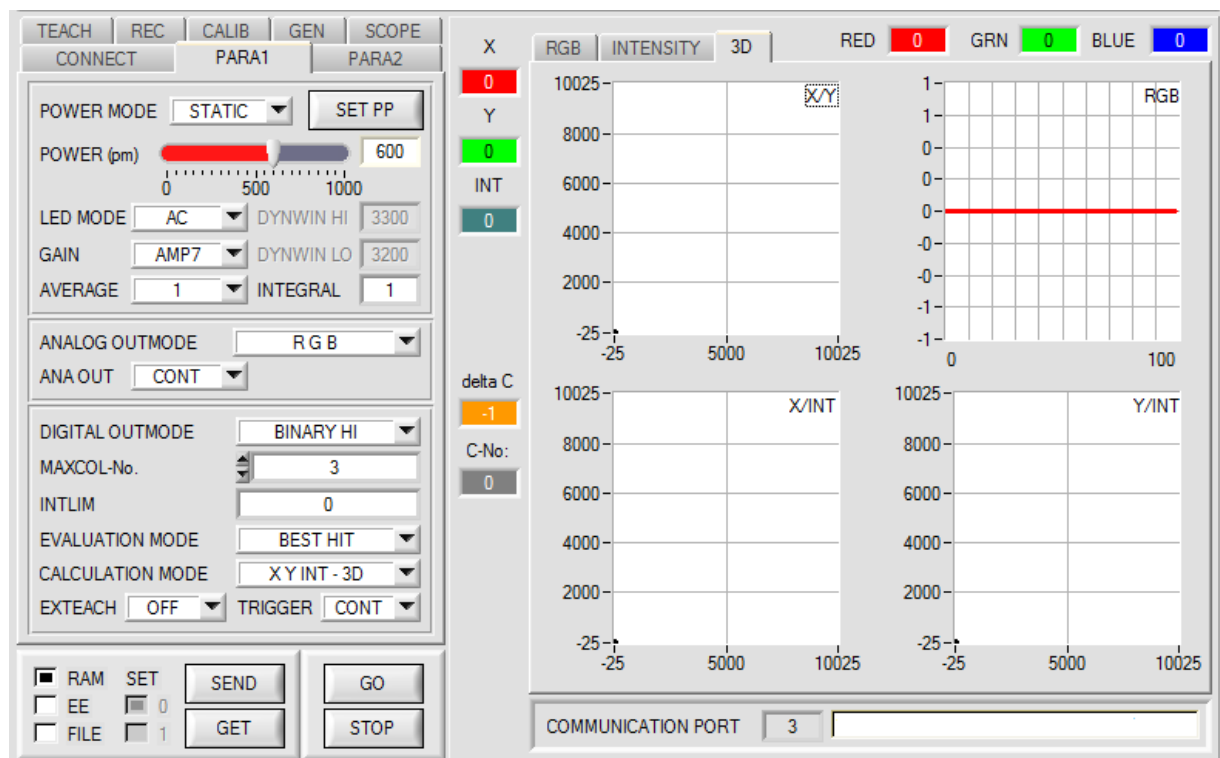 TEACH REC CALIB GEN SCOPE
CONNECT PARA1 PARA2
POWER MODE STATIC SET PP
POWER (pm) 600
0 500 1000
LED MODE AC DYNWIN HI 3300
GAIN AMP7 DYNWIN LO 3200
AVERAGE 1 INTEGRAL 1
ANALOG OUTMODE R G B
ANA OUT CONT
DIGITAL OUTMODE BINARY HI
MAXCOL-No. 3
INTLIM 0
EVALUATION MODE BEST HIT
CALCULATION MODE X Y INT - 3D
EXTEACH OFF TRIGGER CONT
RAM SET SEND GO
EE 0
FILE 1 GET STOP
X
0
Y
0
INT
0
delta C
-1
C-No:
0
RGB INTENSITY 3D RED 0 GRN 0 BLUE 0
X/Y
10025
8000
6000
4000
2000
-25
-25 5000 10025
RGB
1
1
0
0
0
-0
-0
-1
-1
0 100
X/INT
10025
8000
6000
4000
2000
-25
-25 5000 10025
Y/INT
10025
8000
6000
4000
2000
-25
-25 5000 10025
COMMUNICATION PORT 3